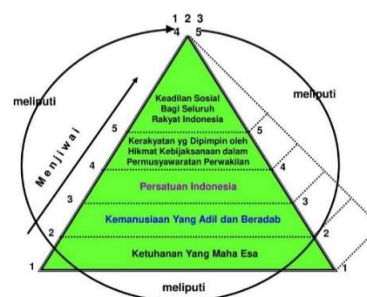 1 2 3
4 5
meliputi
meliputi
Menjiwai
Keadilan Sosial
Bagi Seluruh
Rakyat Indonesia
5
5
Kerakyatan yg Dipimpin oleh
Hikmat Kebijaksanaan dalam
Permusyawaratan Perwakilan
4
4
Persatuan Indonesia
3
3
Kemanusiaan Yang Adil dan Beradab
2
2
Ketuhanan Yang Maha Esa
1
1
meliputi